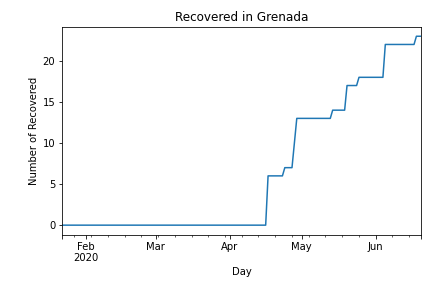 Recovered in Grenada
Number of Recovered
20
15
10
5
0
Feb
2020
Mar
Apr
May
Jun
Day